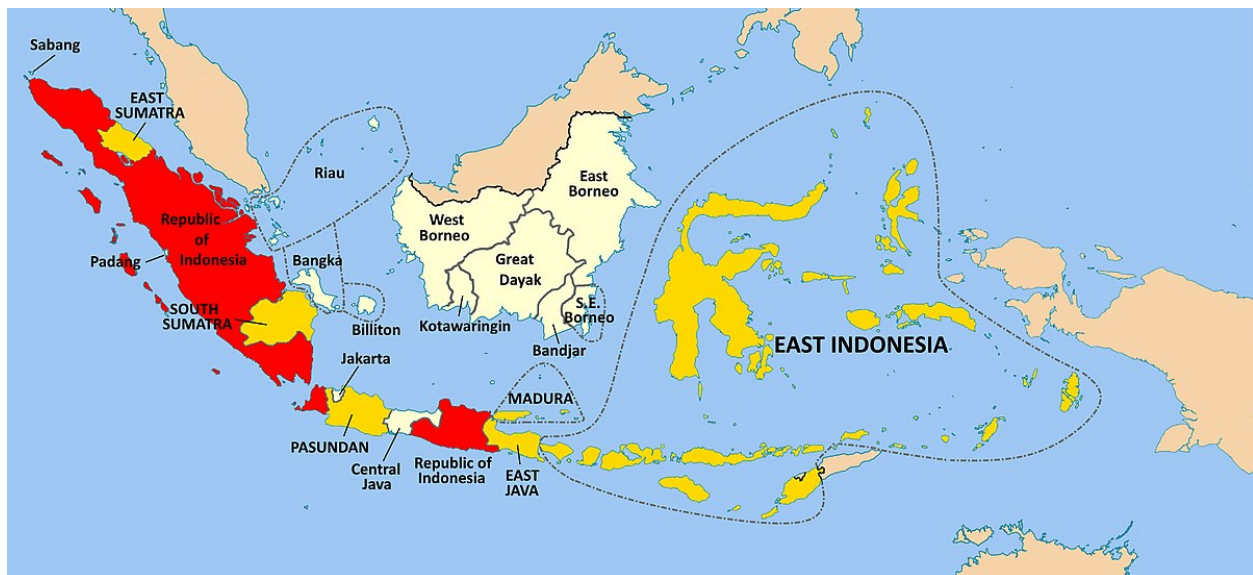 Sabang
EAST
SUMATRA
Riau
Republic
of
Indonesia
Padang
Bangka
SOUTH
SUMATRA
Billiton
West
Borneo
East
Borneo
Great
Dayak
Kotawaringin
S.E.
Borneo
Bandjar
Jakarta
MADURA
EAST INDONESIA
PASUNDAN
Central
Java
Republic of
Indonesia
EAST
JAVA